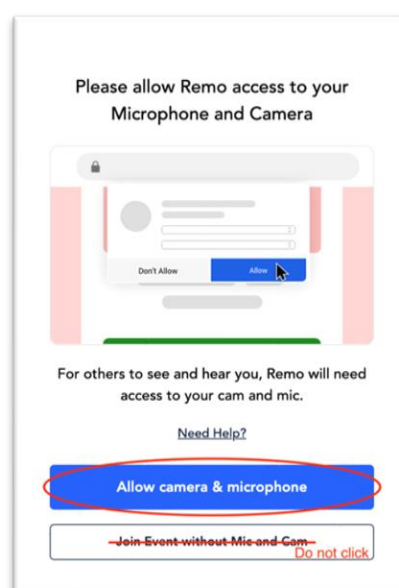 Please allow Remo access to your
Microphone and Camera
Don't Allow
Allow
For others to see and hear you, Remo will need
access to your cam and mic.
Need Help?
Allow camera & microphone
Join Event without Mic and Cam
Do not click